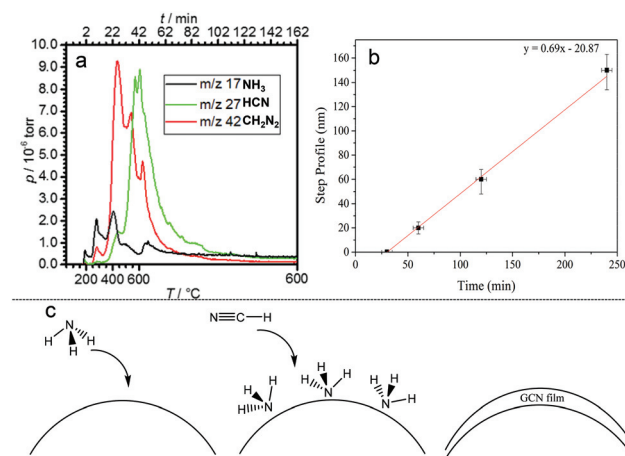 t / min
2 22 42 62 82 102 122 142 162
10.0
9.0
8.0
7.0
6.0
5.0
4.0
3.0
2.0
1.0
0.0
p / 10⁻⁶ torr
a
m/z 17 NH₃
m/z 27 HCN
m/z 42 CH₂N₂
200 400 600 600
T / °C
b
y = 0.69x - 20.87
160
140
120
100
80
60
40
20
0
Step Profile (nm)
0 50 100 150 200 250
Time (min)
c
N
H H
H
N C H
H
H N
H
H
H N H
H
H
N H
GCN film